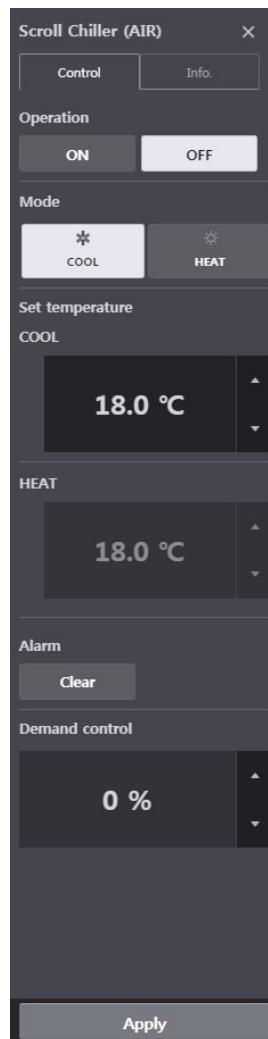 Scroll Chiller (AIR) ×
Control Info.
Operation
ON OFF
Mode
COOL HEAT
Set temperature
COOL
18.0 ℃
HEAT
18.0 ℃
Alarm
Clear
Demand control
0 %
Apply